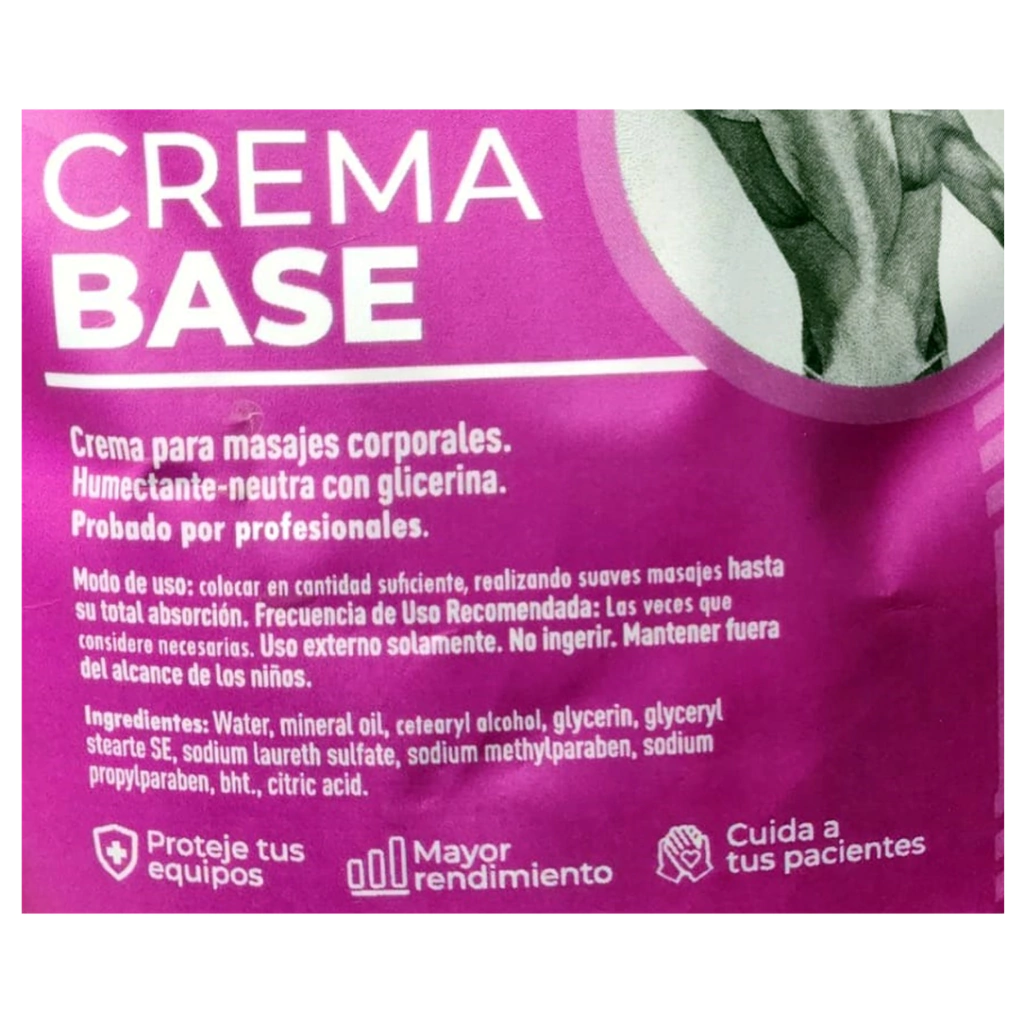 CREMA
BASE
Crema para masajes corporales.
Humectante-neutra con glicerina.
Probado por profesionales.
Modo de uso: colocar en cantidad suficiente, realizando suaves masajes hasta
su total absorción. Frecuencia de Uso Recomendada: Las veces que
considere necesarias. Uso externo solamente. No ingerir. Mantener fuera
del alcance de los niños.
Ingredientes: Water, mineral oil, cetearyl alcohol, glycerin, glyceryl
stearte SE, sodium laureth sulfate, sodium methylparaben, sodium
propylparaben, bht., citric acid.
Proteje tus
equipos
Mayor
rendimiento
Cuida a
tus pacientes